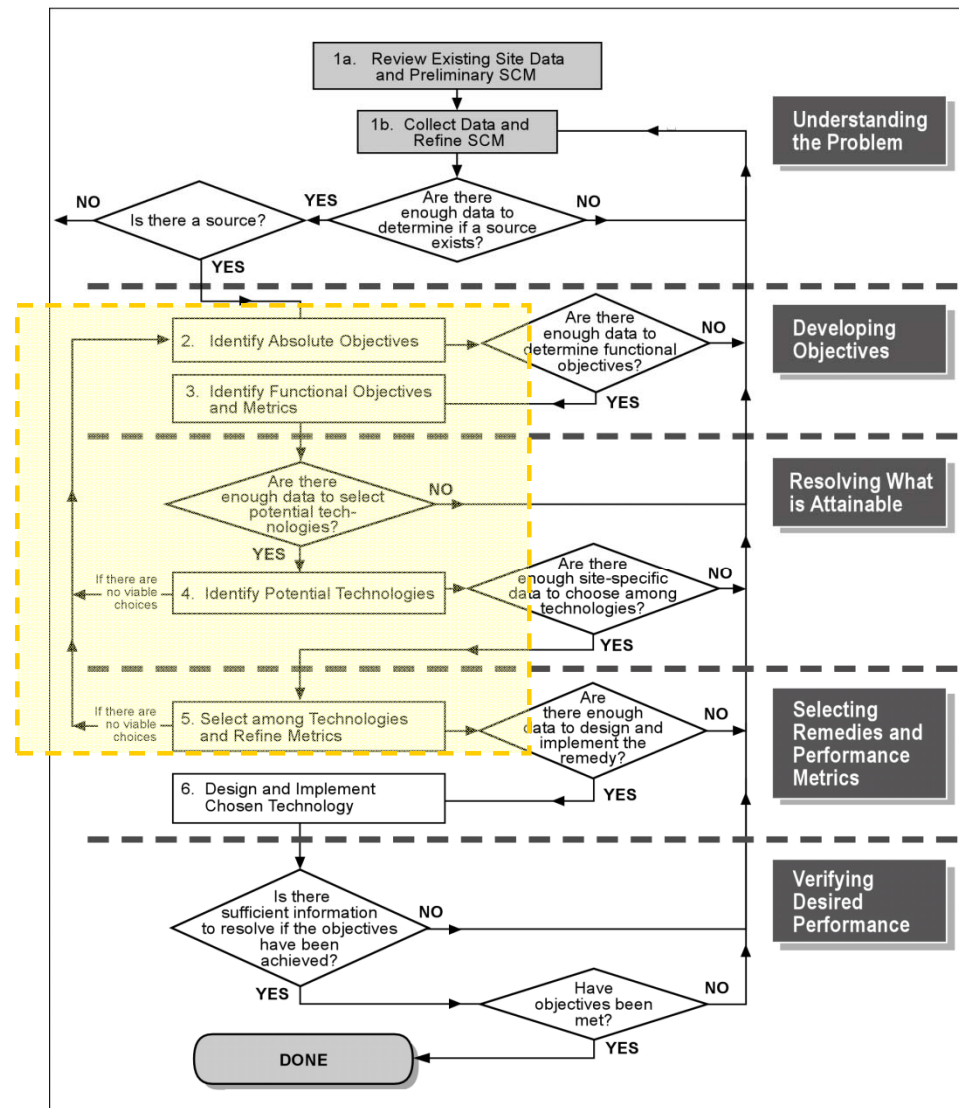 1a. Review Existing Site Data
and Preliminary SCM
1b. Collect Data and
Refine SCM
Understanding
the Problem
Are there
enough data to
determine if a source
exists?
YES
NO
Is there a source?
NO
YES
2. Identify Absolute Objectives
Are there
enough data to
determine functional
objectives?
NO
YES
Developing
Objectives
3. Identify Functional Objectives
and Metrics
Are there
enough data to select
potential tech-
nologies?
NO
YES
Resolving What
is Attainable
If there are
no viable
choices
4. Identify Potential Technologies
Are there
enough site-specific
data to choose among
technologies?
NO
YES
If there are
no viable
choices
5. Select among Technologies
and Refine Metrics
Are
there enough
data to design and
implement the
remedy?
NO
YES
Selecting
Remedies and
Performance
Metrics
6. Design and Implement
Chosen Technology
Is there
sufficient information
to resolve if the objectives
have been
achieved?
NO
YES
Verifying
Desired
Performance
Have
objectives been
met?
NO
YES
DONE